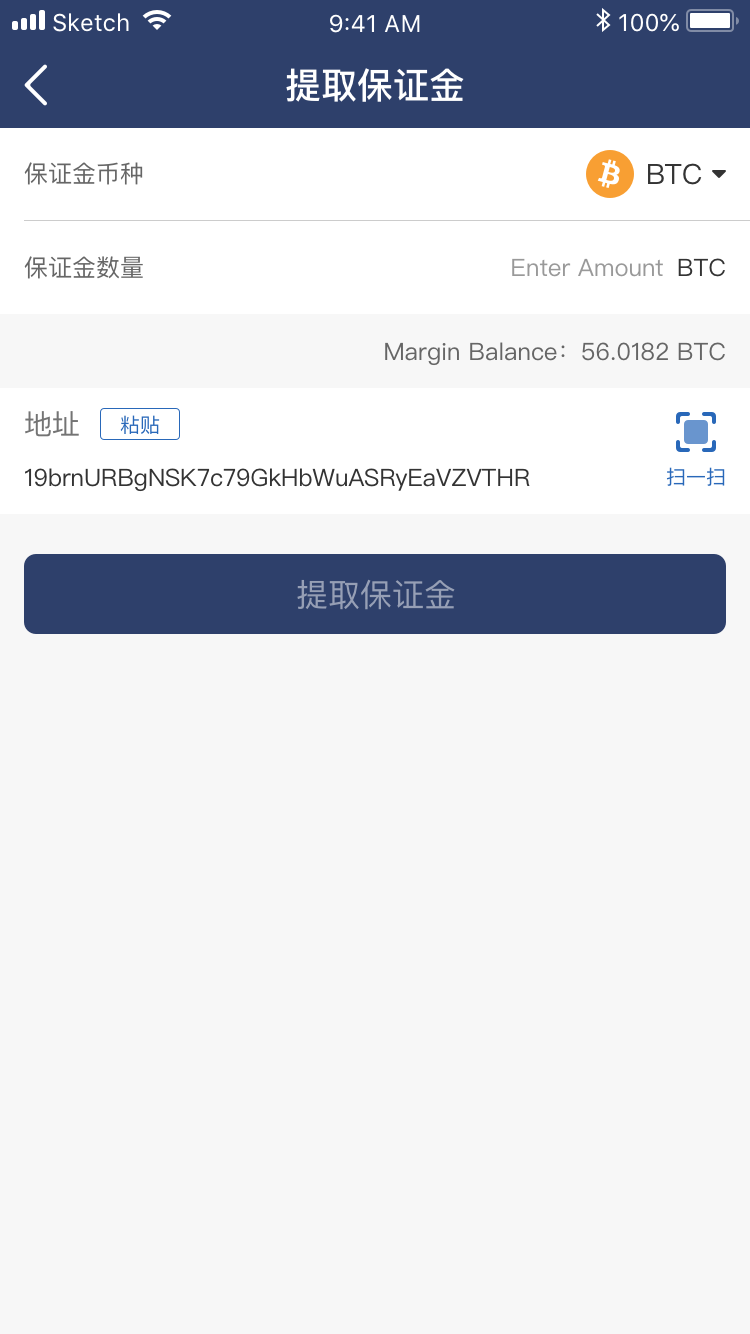 Sketch 9:41 AM 100%
提取保证金
保证金币种 BTC
保证金数量 Enter Amount BTC
Margin Balance：56.0182 BTC
地址 粘贴
19brnURBgNSK7c79GkHbWuASRyEaVZVTHR 扫一扫
提取保证金